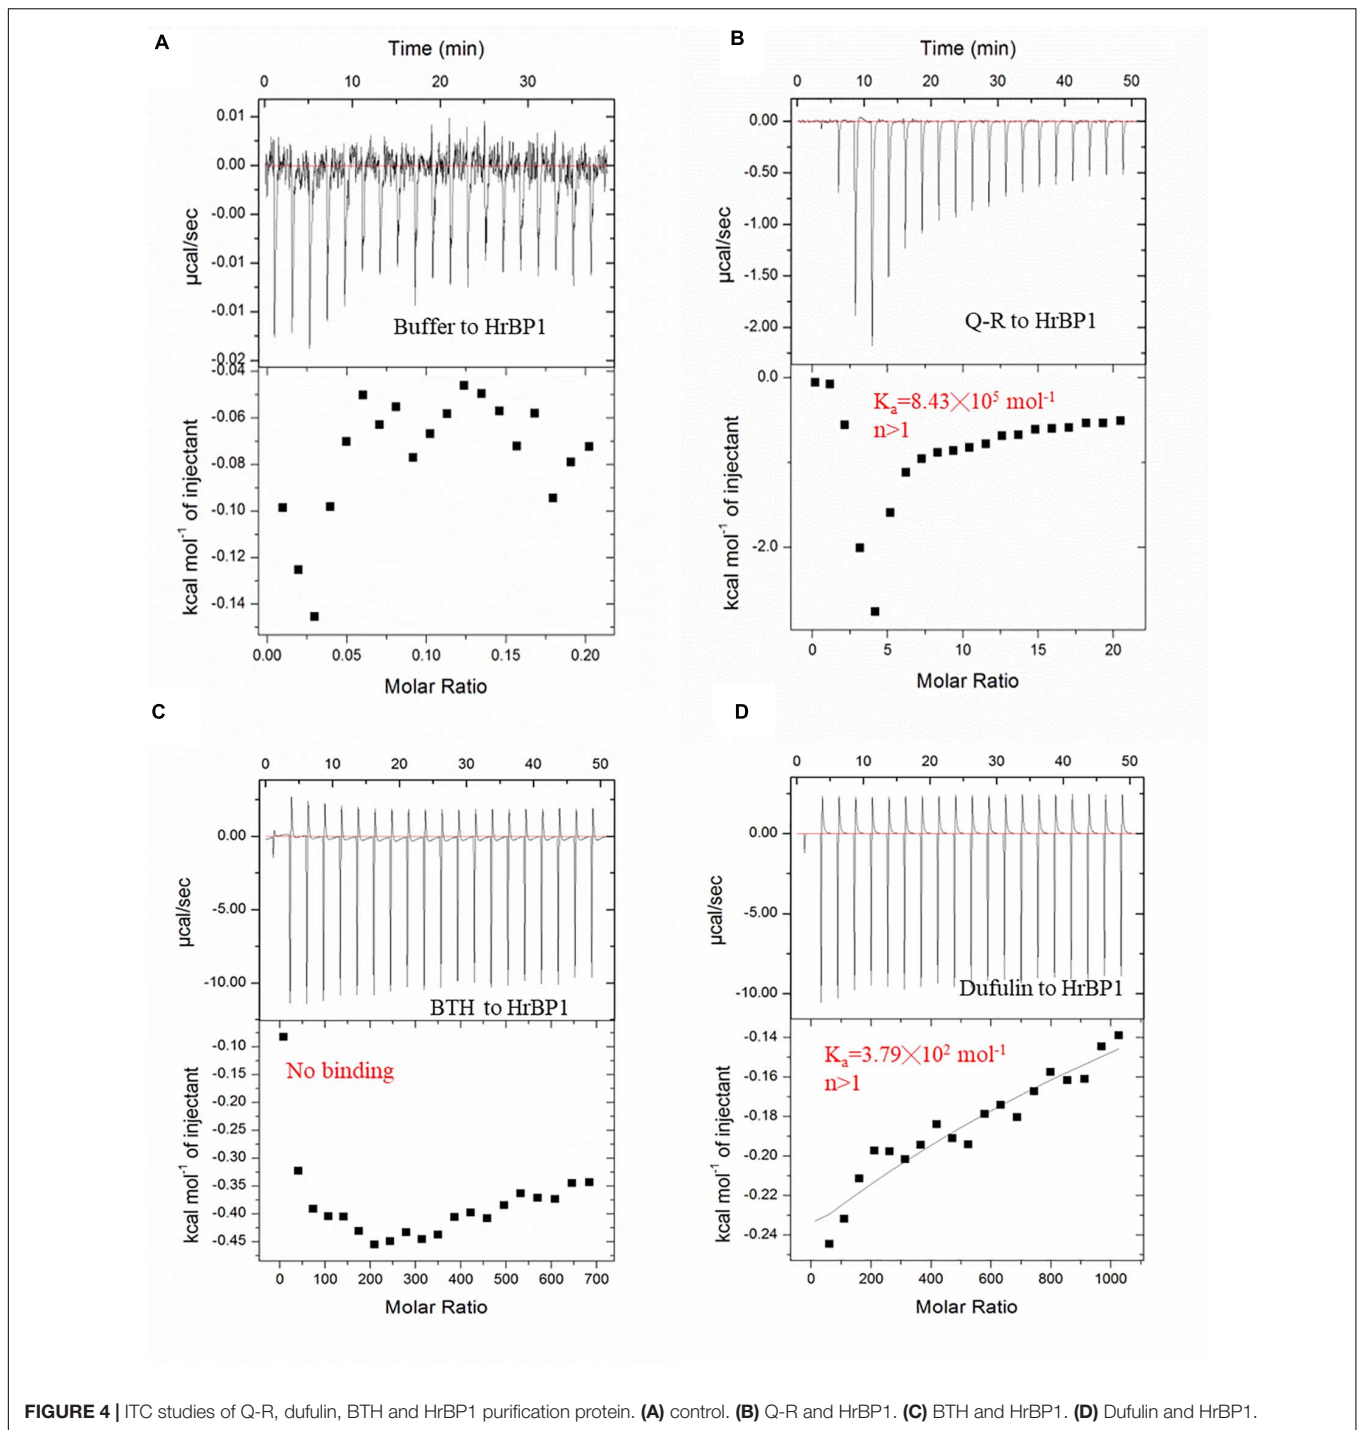 A
Time (min)
0 10 20 30
0.01
0.00
-0.00
-0.01
-0.01
-0.02
µcal/sec
Buffer to HrBP1
-0.04
-0.06
-0.08
-0.10
-0.12
-0.14
kcal mol⁻¹ of injectant
0.00 0.05 0.10 0.15 0.20
Molar Ratio
B
Time (min)
0 10 20 30 40 50
0.00
-0.50
-1.00
-1.50
-2.00
µcal/sec
Q-R to HrBP1
0.0
-2.0
kcal mol⁻¹ of injectant
Kₐ=8.43×10⁵ mol⁻¹
n>1
0 5 10 15 20
Molar Ratio
C
0 10 20 30 40 50
0.00
-5.00
-10.00
µcal/sec
BTH to HrBP1
-0.10
-0.15
-0.20
-0.25
-0.30
-0.35
-0.40
-0.45
kcal mol⁻¹ of injectant
No binding
0 100 200 300 400 500 600 700
Molar Ratio
D
0 10 20 30 40 50
0.00
-5.00
-10.00
µcal/sec
Dufulin to HrBP1
-0.14
-0.16
-0.18
-0.20
-0.22
-0.24
kcal mol⁻¹ of injectant
Kₐ=3.79×10² mol⁻¹
n>1
0 200 400 600 800 1000
Molar Ratio
FIGURE 4 | ITC studies of Q-R, dufulin, BTH and HrBP1 purification protein. (A) control. (B) Q-R and HrBP1. (C) BTH and HrBP1. (D) Dufulin and HrBP1.